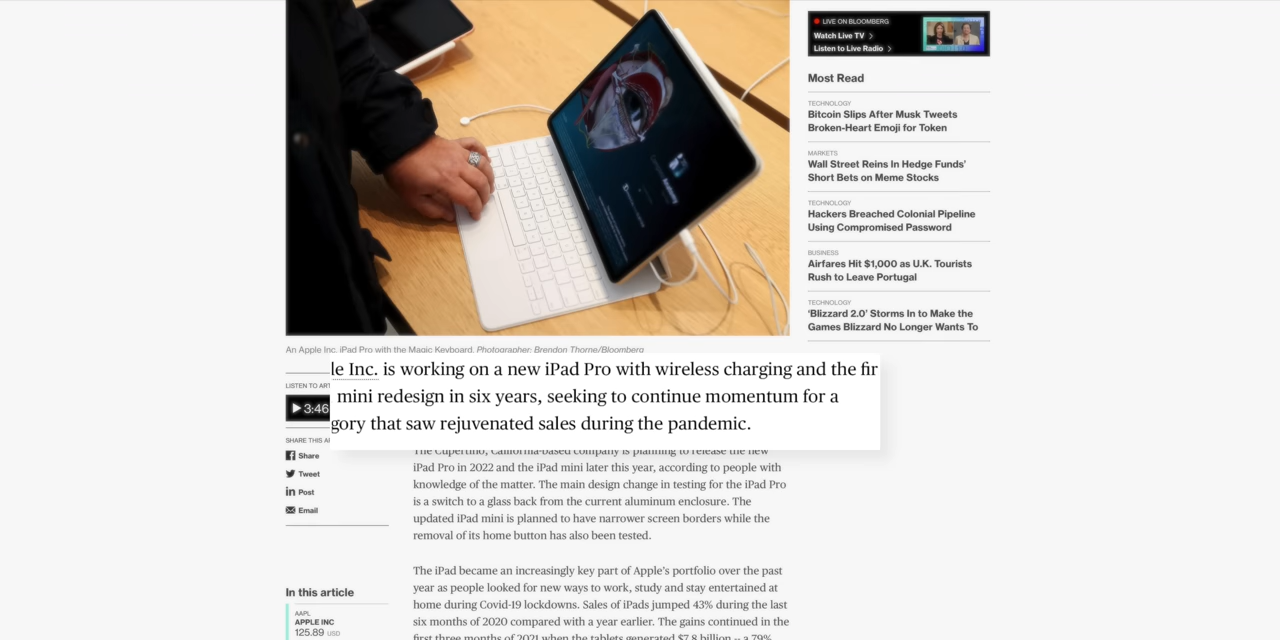 An Apple Inc. iPad Pro with the Magic Keyboard. Photographer: Brendon Thorne/Bloomberg
LISTEN TO
3:46
SHARE THIS
Share
Tweet
Post
Email
In this article
AAPL
APPLE INC
125.89 USD
le Inc. is working on a new iPad Pro with wireless charging and the fir
mini redesign in six years, seeking to continue momentum for a
gory that saw rejuvenated sales during the pandemic.
The Cupertino, California-based company is planning to release the new
iPad Pro in 2022 and the iPad mini later this year, according to people with
knowledge of the matter. The main design change in testing for the iPad Pro
is a switch to a glass back from the current aluminum enclosure. The
updated iPad mini is planned to have narrower screen borders while the
removal of its home button has also been tested.
The iPad became an increasingly key part of Apple's portfolio over the past
year as people looked for new ways to work, study and stay entertained at
home during Covid-19 lockdowns. Sales of iPads jumped 43% during the last
six months of 2020 compared with a year earlier. The gains continued in the
first three months of 2021 when the tablets generated $7.8 billion -- a 79%
LIVE ON BLOOMBERG
Watch Live TV
Listen to Live Radio
Most Read
TECHNOLOGY
Bitcoin Slips After Musk Tweets
Broken-Heart Emoji for Token
MARKETS
Wall Street Reins In Hedge Funds'
Short Bets on Meme Stocks
TECHNOLOGY
Hackers Breached Colonial Pipeline
Using Compromised Password
BUSINESS
Airfares Hit $1,000 as U.K. Tourists
Rush to Leave Portugal
TECHNOLOGY
'Blizzard 2.0' Storms In to Make the
Games Blizzard No Longer Wants To